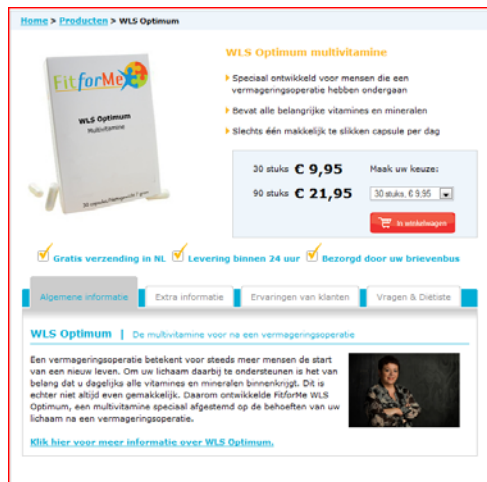 Home > Producten > WLS Optimum
WLS Optimum multivitamine
Speciaal ontwikkeld voor mensen die een
vermageringsoperatie hebben ondergaan
Bevat alle belangrijke vitamines en mineralen
Slechts één makkelijk te slikken capsule per dag
FitforMe
WLS Optimum
Multivitamine
30 stuks € 9,95
Maak uw keuze:
90 stuks € 21,95
30 stuks, € 9,95
In winkelwagen
Gratis verzending in NL
Levering binnen 24 uur
Bezorgd door uw brievenbus
Algemene informatie
Extra informatie
Ervaringen van klanten
Vragen & Diëtiste
WLS Optimum | De multivitamine voor na een vermageringsoperatie
Een vermageringsoperatie betekent voor steeds meer mensen de start
van een nieuw leven. Om uw lichaam daarbij te ondersteunen is het van
belang dat u dagelijks alle vitamines en mineralen binnenkrijgt. Dit is
echter niet altijd even gemakkelijk. Daarom ontwikkelde FitforMe WLS
Optimum, een multivitamine speciaal afgestemd op de behoeften van uw
lichaam na een vermageringsoperatie.
Klik hier voor meer informatie over WLS Optimum.